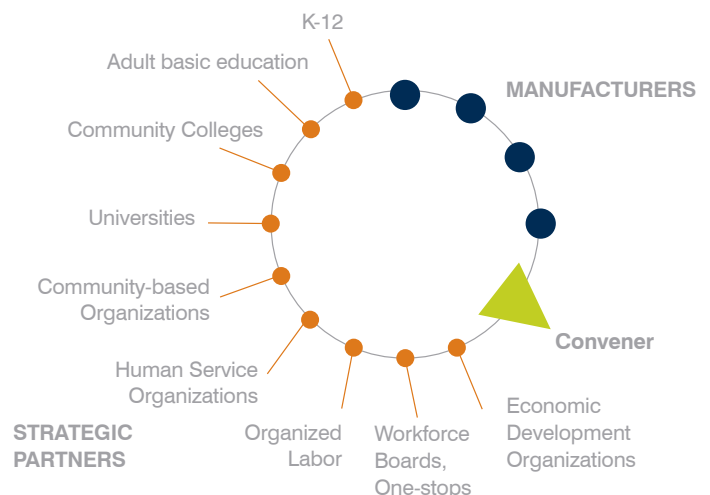 K-12
Adult basic education
MANUFACTURERS
Community Colleges
Universities
Community-based
Organizations
Convener
Human Service
Organizations
STRATEGIC
PARTNERS
Organized
Labor
Workforce
Boards,
One-stops
Economic
Development
Organizations